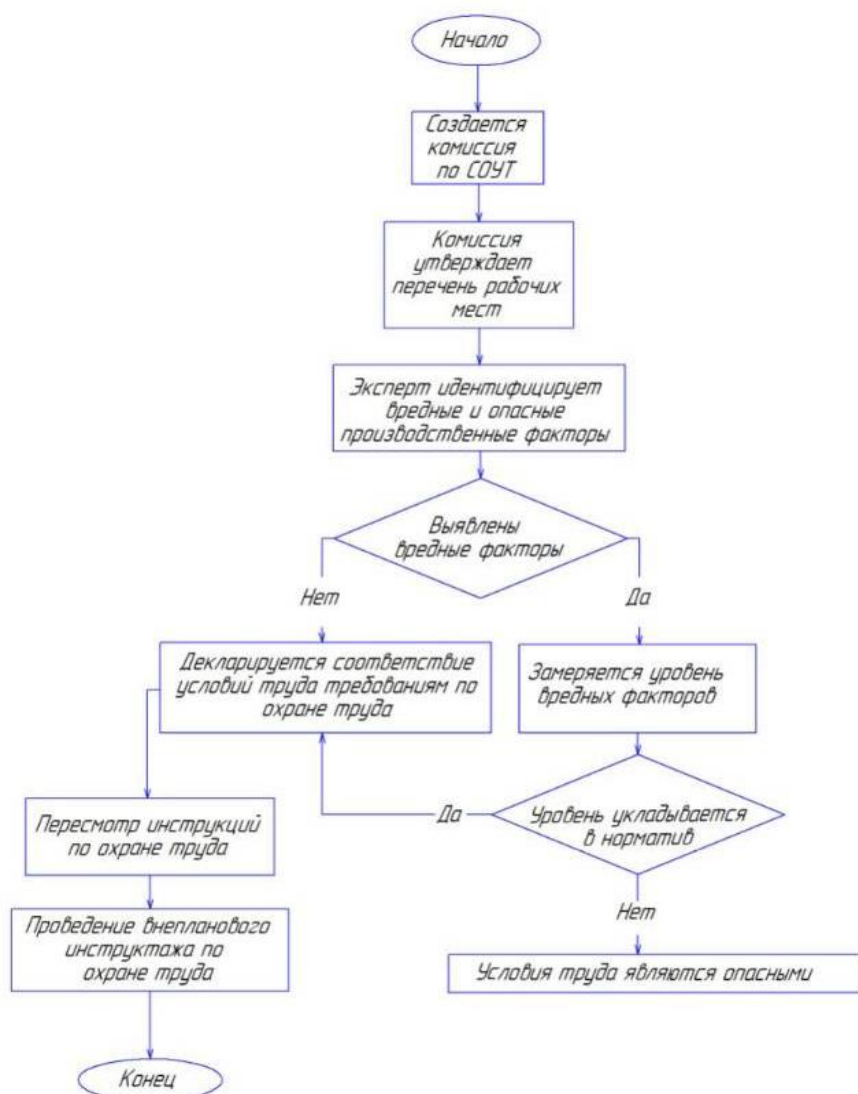 Начало
Создается
комиссия
по СОУТ
Комиссия
утверждает
перечень рабочих
мест
Эксперт идентифицирует
вредные и опасные
производственные факторы
Выявлены
вредные факторы
Нет
Да
Декларируется соответствие
условий труда требованиям по
охране труда
Замеряется уровень
вредных факторов
Пересмотр инструкций
по охране труда
Да
Уровень укладывается
в норматив
Проведение внепланового
инструктажа по
охране труда
Нет
Условия труда являются опасными
Конец